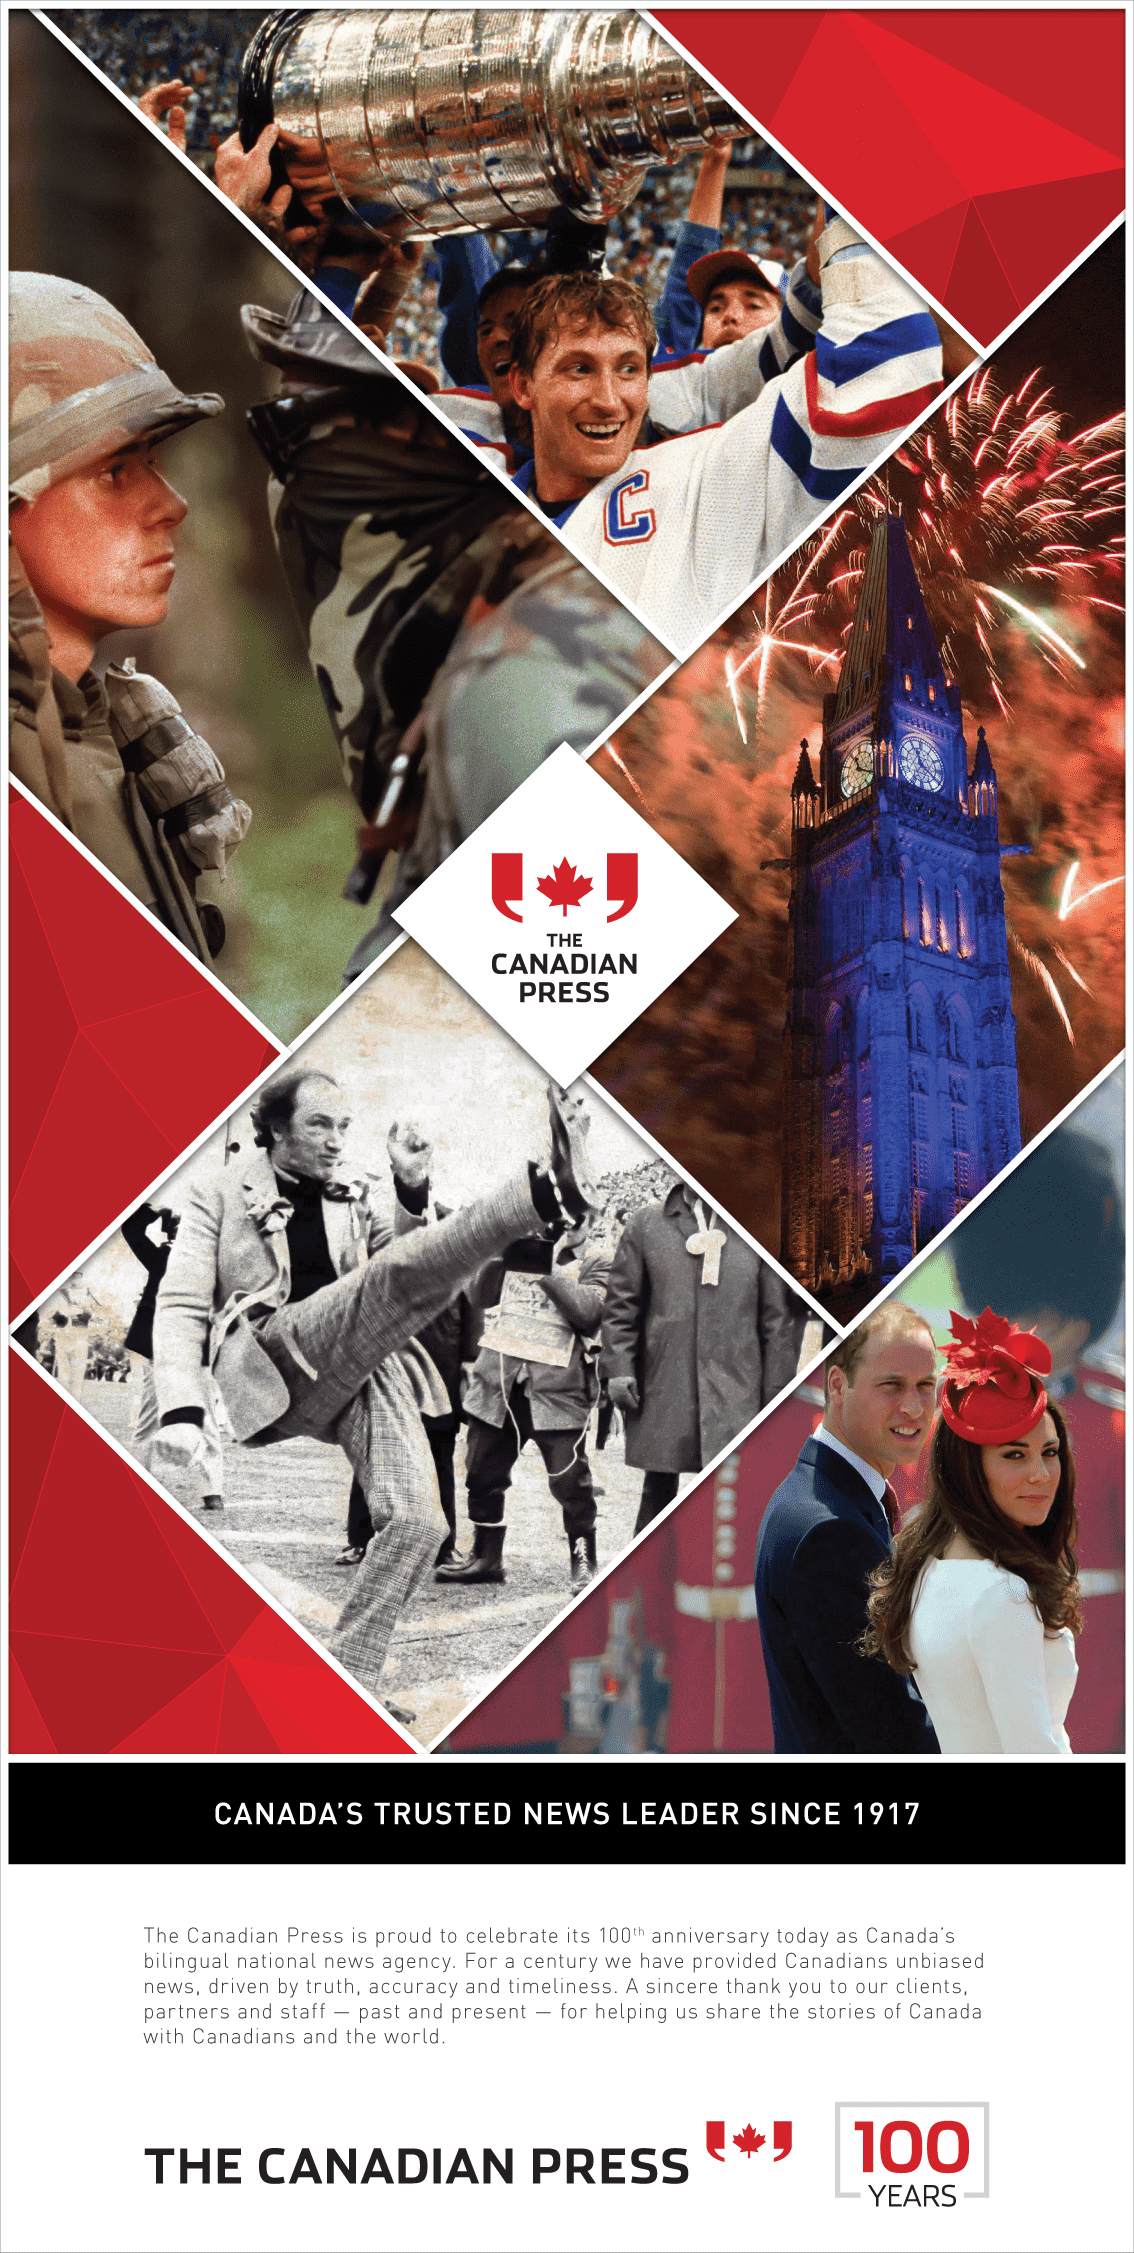 C
THE
CANADIAN
PRESS
CANADA’S TRUSTED NEWS LEADER SINCE 1917
The Canadian Press is proud to celebrate its 100th anniversary today as Canada’s
bilingual national news agency. For a century we have provided Canadians unbiased
news, driven by truth, accuracy and timeliness. A sincere thank you to our clients,
partners and staff — past and present — for helping us share the stories of Canada
with Canadians and the world.
THE CANADIAN PRESS
100
YEARS